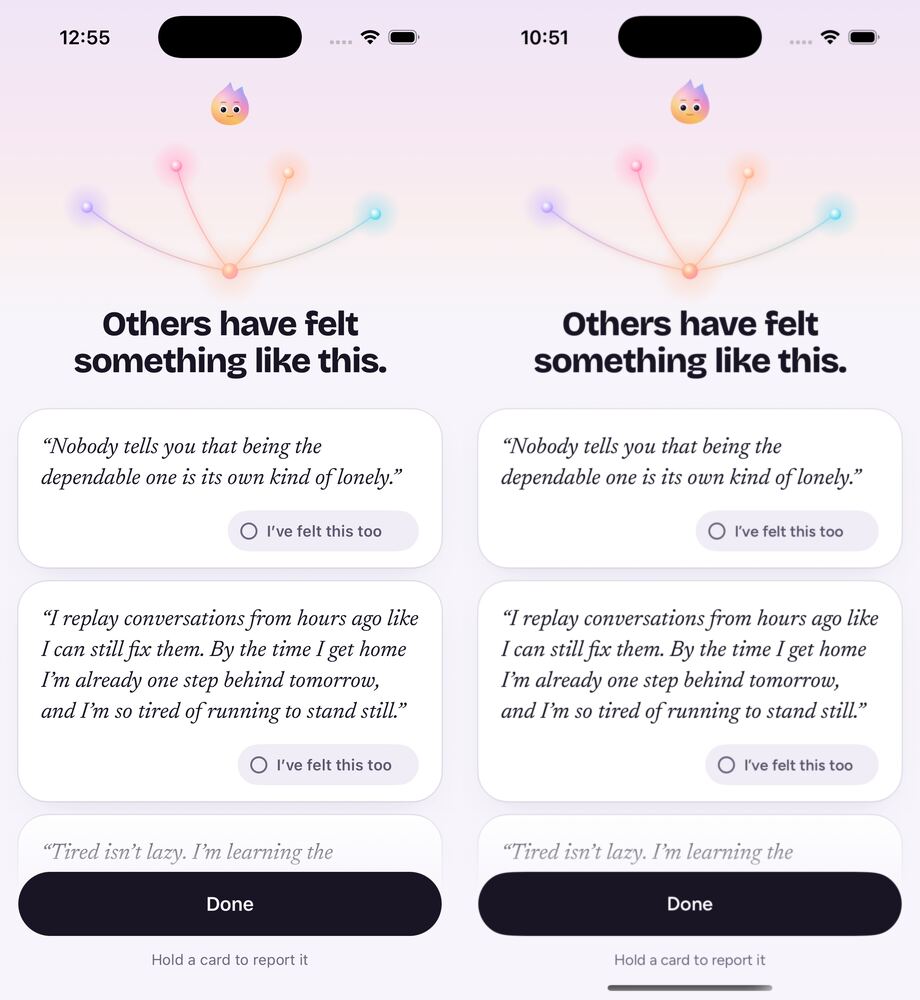 12:55
Others have felt
something like this.
“Nobody tells you that being the
dependable one is its own kind of lonely.”
I’ve felt this too
“I replay conversations from hours ago like
I can still fix them. By the time I get home
I’m already one step behind tomorrow,
and I’m so tired of running to stand still.”
I’ve felt this too
“Tired isn’t lazy. I’m learning the
Done
Hold a card to report it
10:51
Others have felt
something like this.
“Nobody tells you that being the
dependable one is its own kind of lonely.”
I’ve felt this too
“I replay conversations from hours ago like
I can still fix them. By the time I get home
I’m already one step behind tomorrow,
and I’m so tired of running to stand still.”
I’ve felt this too
“Tired isn’t lazy. I’m learning the
Done
Hold a card to report it